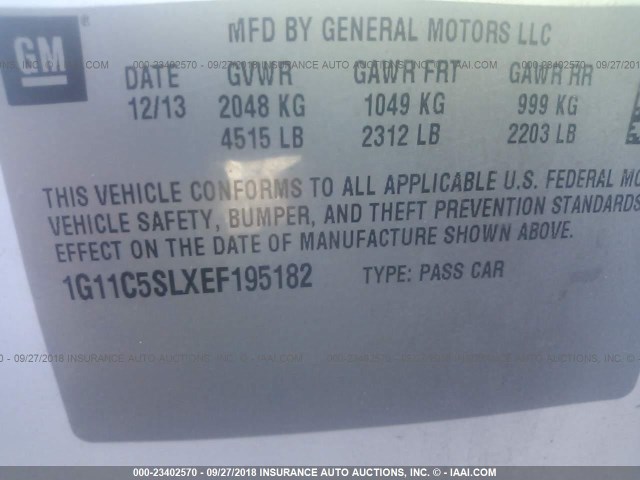 GM
MFD BY GENERAL MOTORS LLC
DATE GVWR GAWR FRT GAWR RR
12/13 2048 KG 1049 KG 999 KG
4515 LB 2312 LB 2203 LB
THIS VEHICLE CONFORMS TO ALL APPLICABLE U.S. FEDERAL MO
VEHICLE SAFETY, BUMPER, AND THEFT PREVENTION STANDARDS
EFFECT ON THE DATE OF MANUFACTURE SHOWN ABOVE.
1G11C5SLXEF195182 TYPE: PASS CAR
000-23402570 - 09/27/2018 INSURANCE AUTO AUCTIONS, INC. - IAAI.COM